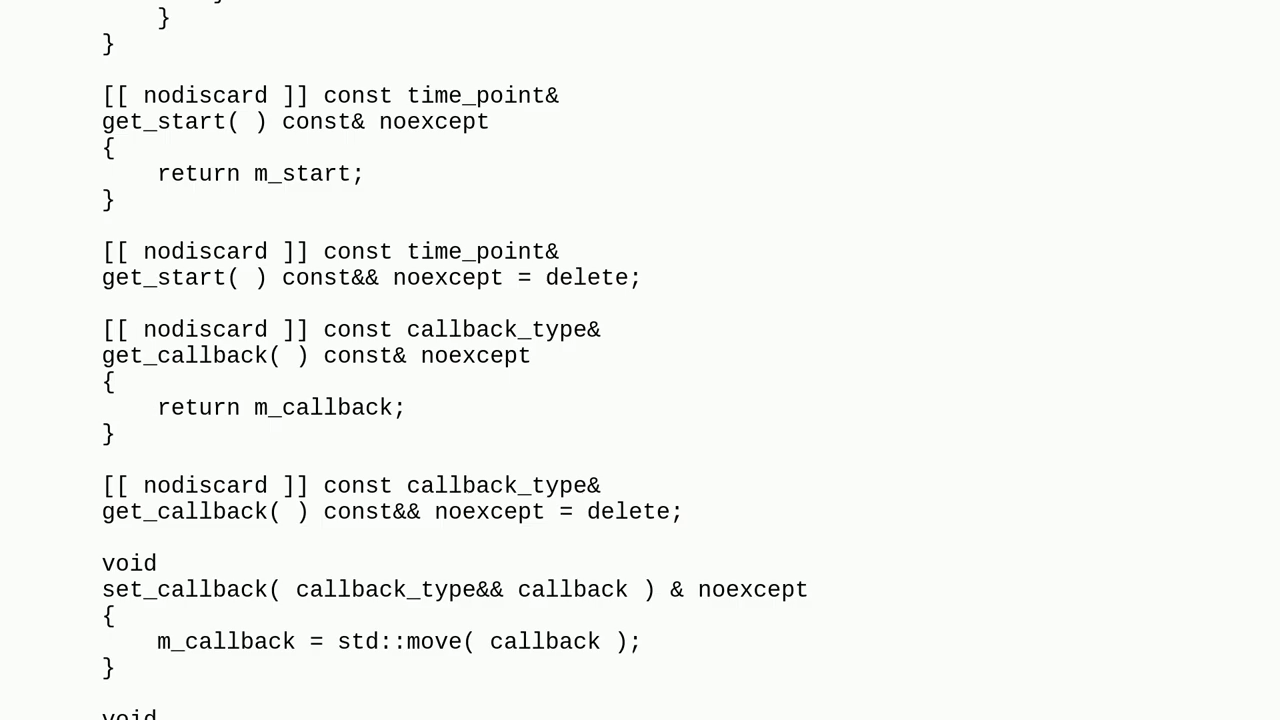 }
}

[[ nodiscard ]] const time_point&
get_start( ) const& noexcept
{
    return m_start;
}

[[ nodiscard ]] const time_point&
get_start( ) const&& noexcept = delete;

[[ nodiscard ]] const callback_type&
get_callback( ) const& noexcept
{
    return m_callback;
}

[[ nodiscard ]] const callback_type&
get_callback( ) const&& noexcept = delete;

void
set_callback( callback_type&& callback ) & noexcept
{
    m_callback = std::move( callback );
}

void